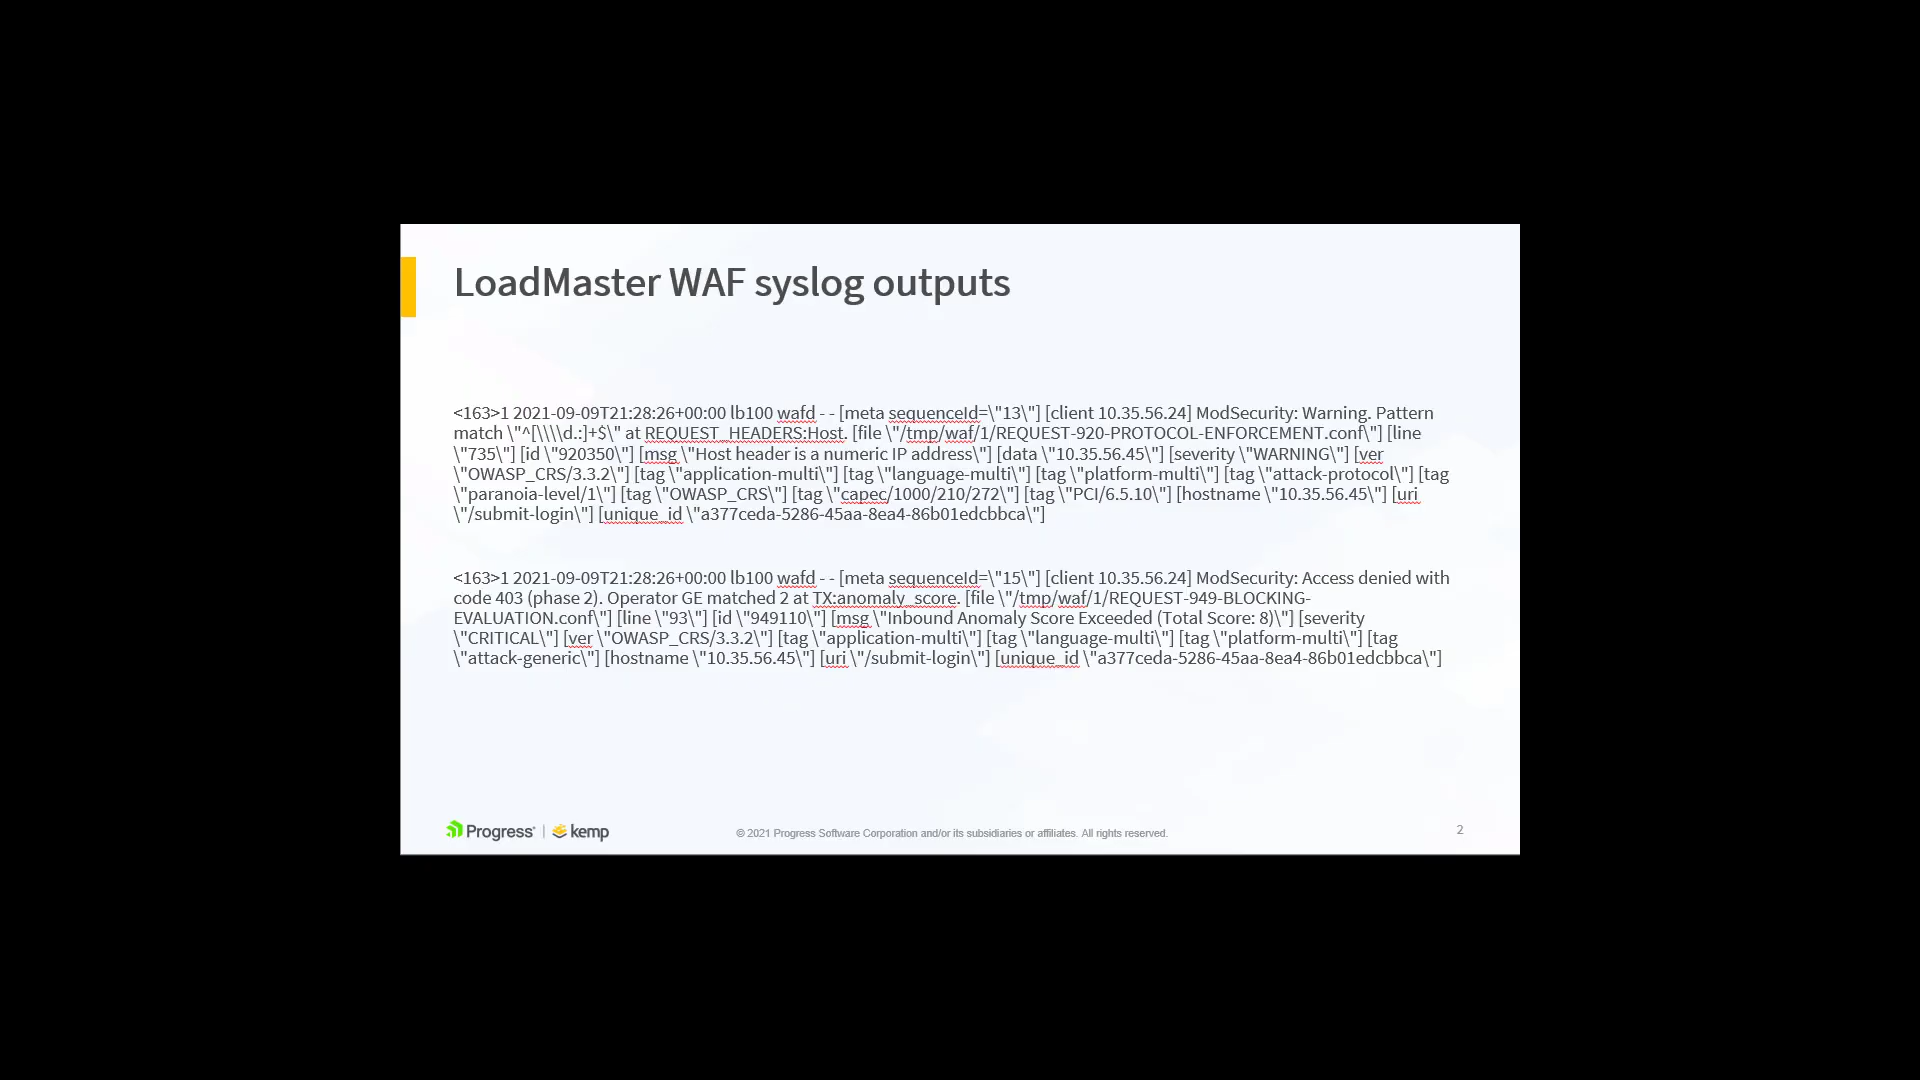 LoadMaster WAF syslog outputs
<163>1 2021-09-09T21:28:26+00:00 lb100 wafd - - [meta sequenceId=\"13\"] [client 10.35.56.24] ModSecurity: Warning. Pattern
match \"^[\\\\d.:]+$\" at REQUEST_HEADERS:Host. [file \"/tmp/waf/1/REQUEST-920-PROTOCOL-ENFORCEMENT.conf\"] [line
\"735\"] [id \"920350\"] [msg \"Host header is a numeric IP address\"] [data \"10.35.56.45\"] [severity \"WARNING\"] [ver
\"OWASP_CRS/3.3.2\"] [tag \"application-multi\"] [tag \"language-multi\"] [tag \"platform-multi\"] [tag \"attack-protocol\"] [tag
\"paranoia-level/1\"] [tag \"OWASP_CRS\"] [tag \"capec/1000/210/272\"] [tag \"PCI/6.5.10\"] [hostname \"10.35.56.45\"] [uri
\"/submit-login\"] [unique_id \"a377ceda-5286-45aa-8ea4-86b01edcbbca\"]
<163>1 2021-09-09T21:28:26+00:00 lb100 wafd - - [meta sequenceId=\"15\"] [client 10.35.56.24] ModSecurity: Access denied with
code 403 (phase 2). Operator GE matched 2 at TX:anomaly_score. [file \"/tmp/waf/1/REQUEST-949-BLOCKING-
EVALUATION.conf\"] [line \"93\"] [id \"949110\"] [msg \"Inbound Anomaly Score Exceeded (Total Score: 8)\"] [severity
\"CRITICAL\"] [ver \"OWASP_CRS/3.3.2\"] [tag \"application-multi\"] [tag \"language-multi\"] [tag \"platform-multi\"] [tag
\"attack-generic\"] [hostname \"10.35.56.45\"] [uri \"/submit-login\"] [unique_id \"a377ceda-5286-45aa-8ea4-86b01edcbbca\"]
Progress | kemp
© 2021 Progress Software Corporation and/or its subsidiaries or affiliates. All rights reserved.
2